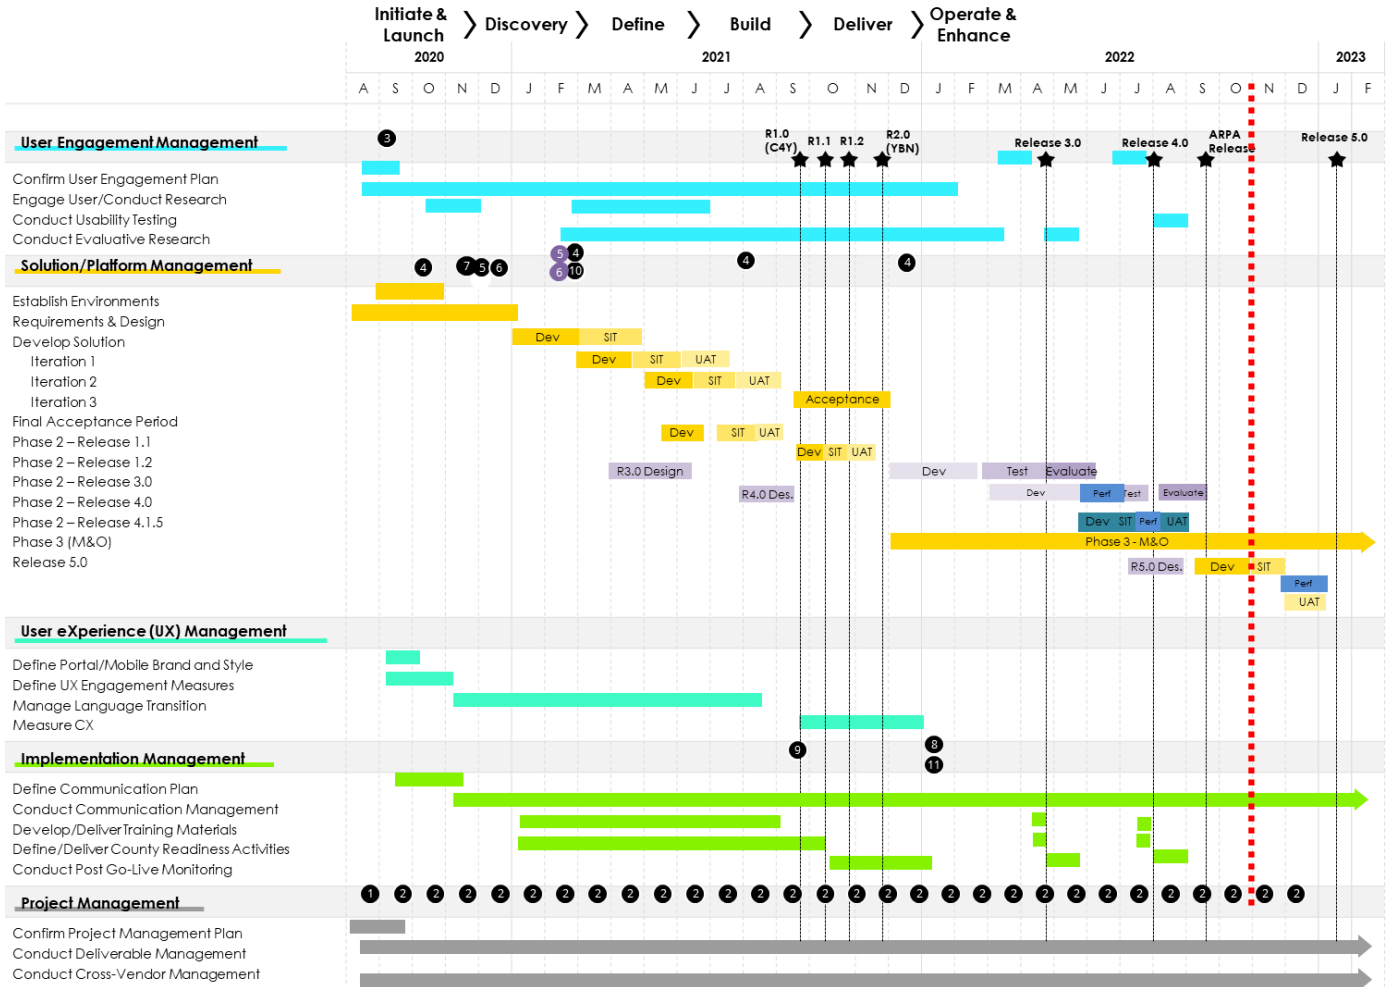 Initiate &
Launch
Discovery
Define
Build
Deliver
Operate &
Enhance
2020 2021 2022 2023
A S O N D J F M A M J J A S O N D J F M A M J J A S O N D J F
User Engagement Management
3
R1.0
(C4Y)
R1.1
R1.2
R2.0
(YBN)
Release 3.0
Release 4.0
ARPA
Release
Release 5.0
Confirm User Engagement Plan
Engage User/Conduct Research
Conduct Usability Testing
Conduct Evaluative Research
Solution/Platform Management
4 7 5 6 5 4 6 10 4 4
Establish Environments
Requirements & Design
Develop Solution
Dev SIT
Iteration 1
Dev SIT UAT
Iteration 2
Dev SIT UAT
Iteration 3
Acceptance
Final Acceptance Period
Phase 2 – Release 1.1
Dev SIT UAT
Phase 2 – Release 1.2
Dev SIT UAT
Phase 2 – Release 3.0
R3.0 Design Dev Test Evaluate
Phase 2 – Release 4.0
R4.0 Des. Dev Perf Test Evaluate
Phase 2 – Release 4.1.5
Dev SIT Perf UAT
Phase 3 (M&O)
Phase 3 - M&O
Release 5.0
R5.0 Des. Dev SIT
Perf
UAT
User eXperience (UX) Management
Define Portal/Mobile Brand and Style
Define UX Engagement Measures
Manage Language Transition
Measure CX
Implementation Management
9 8
11
Define Communication Plan
Conduct Communication Management
Develop/Deliver Training Materials
Define/Deliver County Readiness Activities
Conduct Post Go-Live Monitoring
Project Management
1 2 2 2 2 2 2 2 2 2 2 2 2 2 2 2 2 2 2 2 2 2 2 2 2 2 2 2 2 2
Confirm Project Management Plan
Conduct Deliverable Management
Conduct Cross-Vendor Management